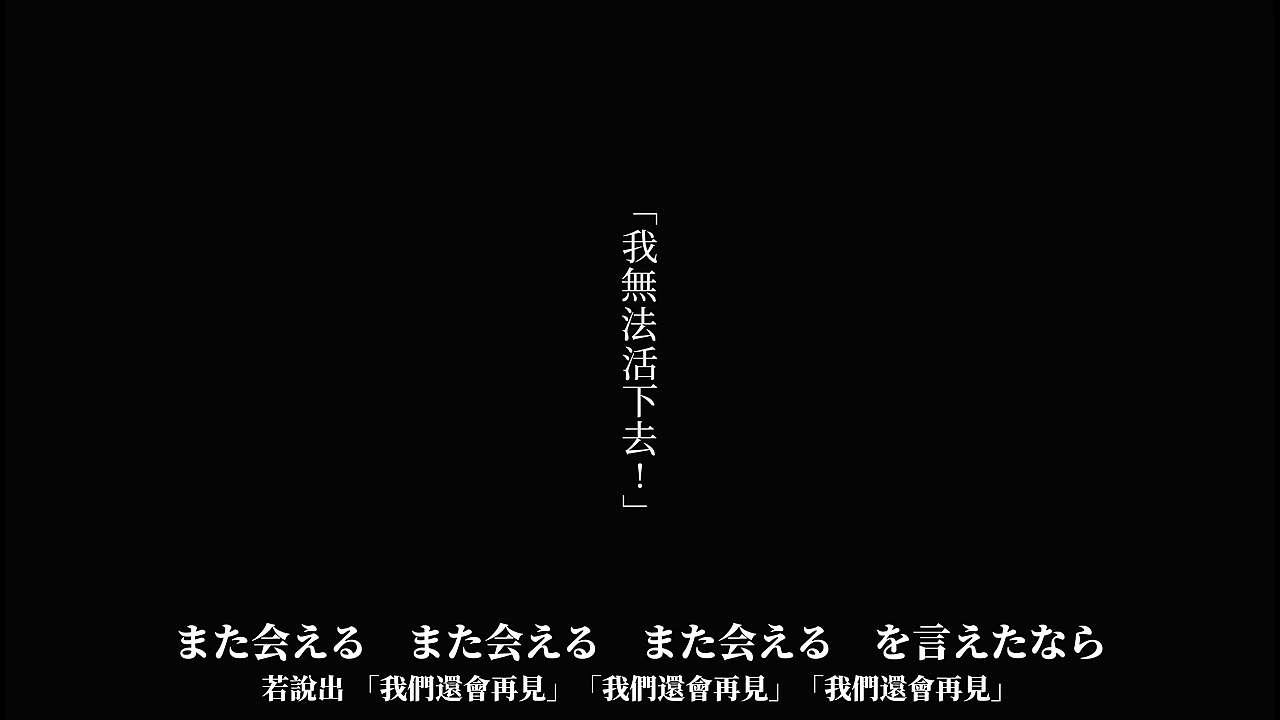 「我無法活下去！」
また会える　また会える　また会える　を言えたなら
若說出 「我們還會再見」「我們還會再見」「我們還會再見」